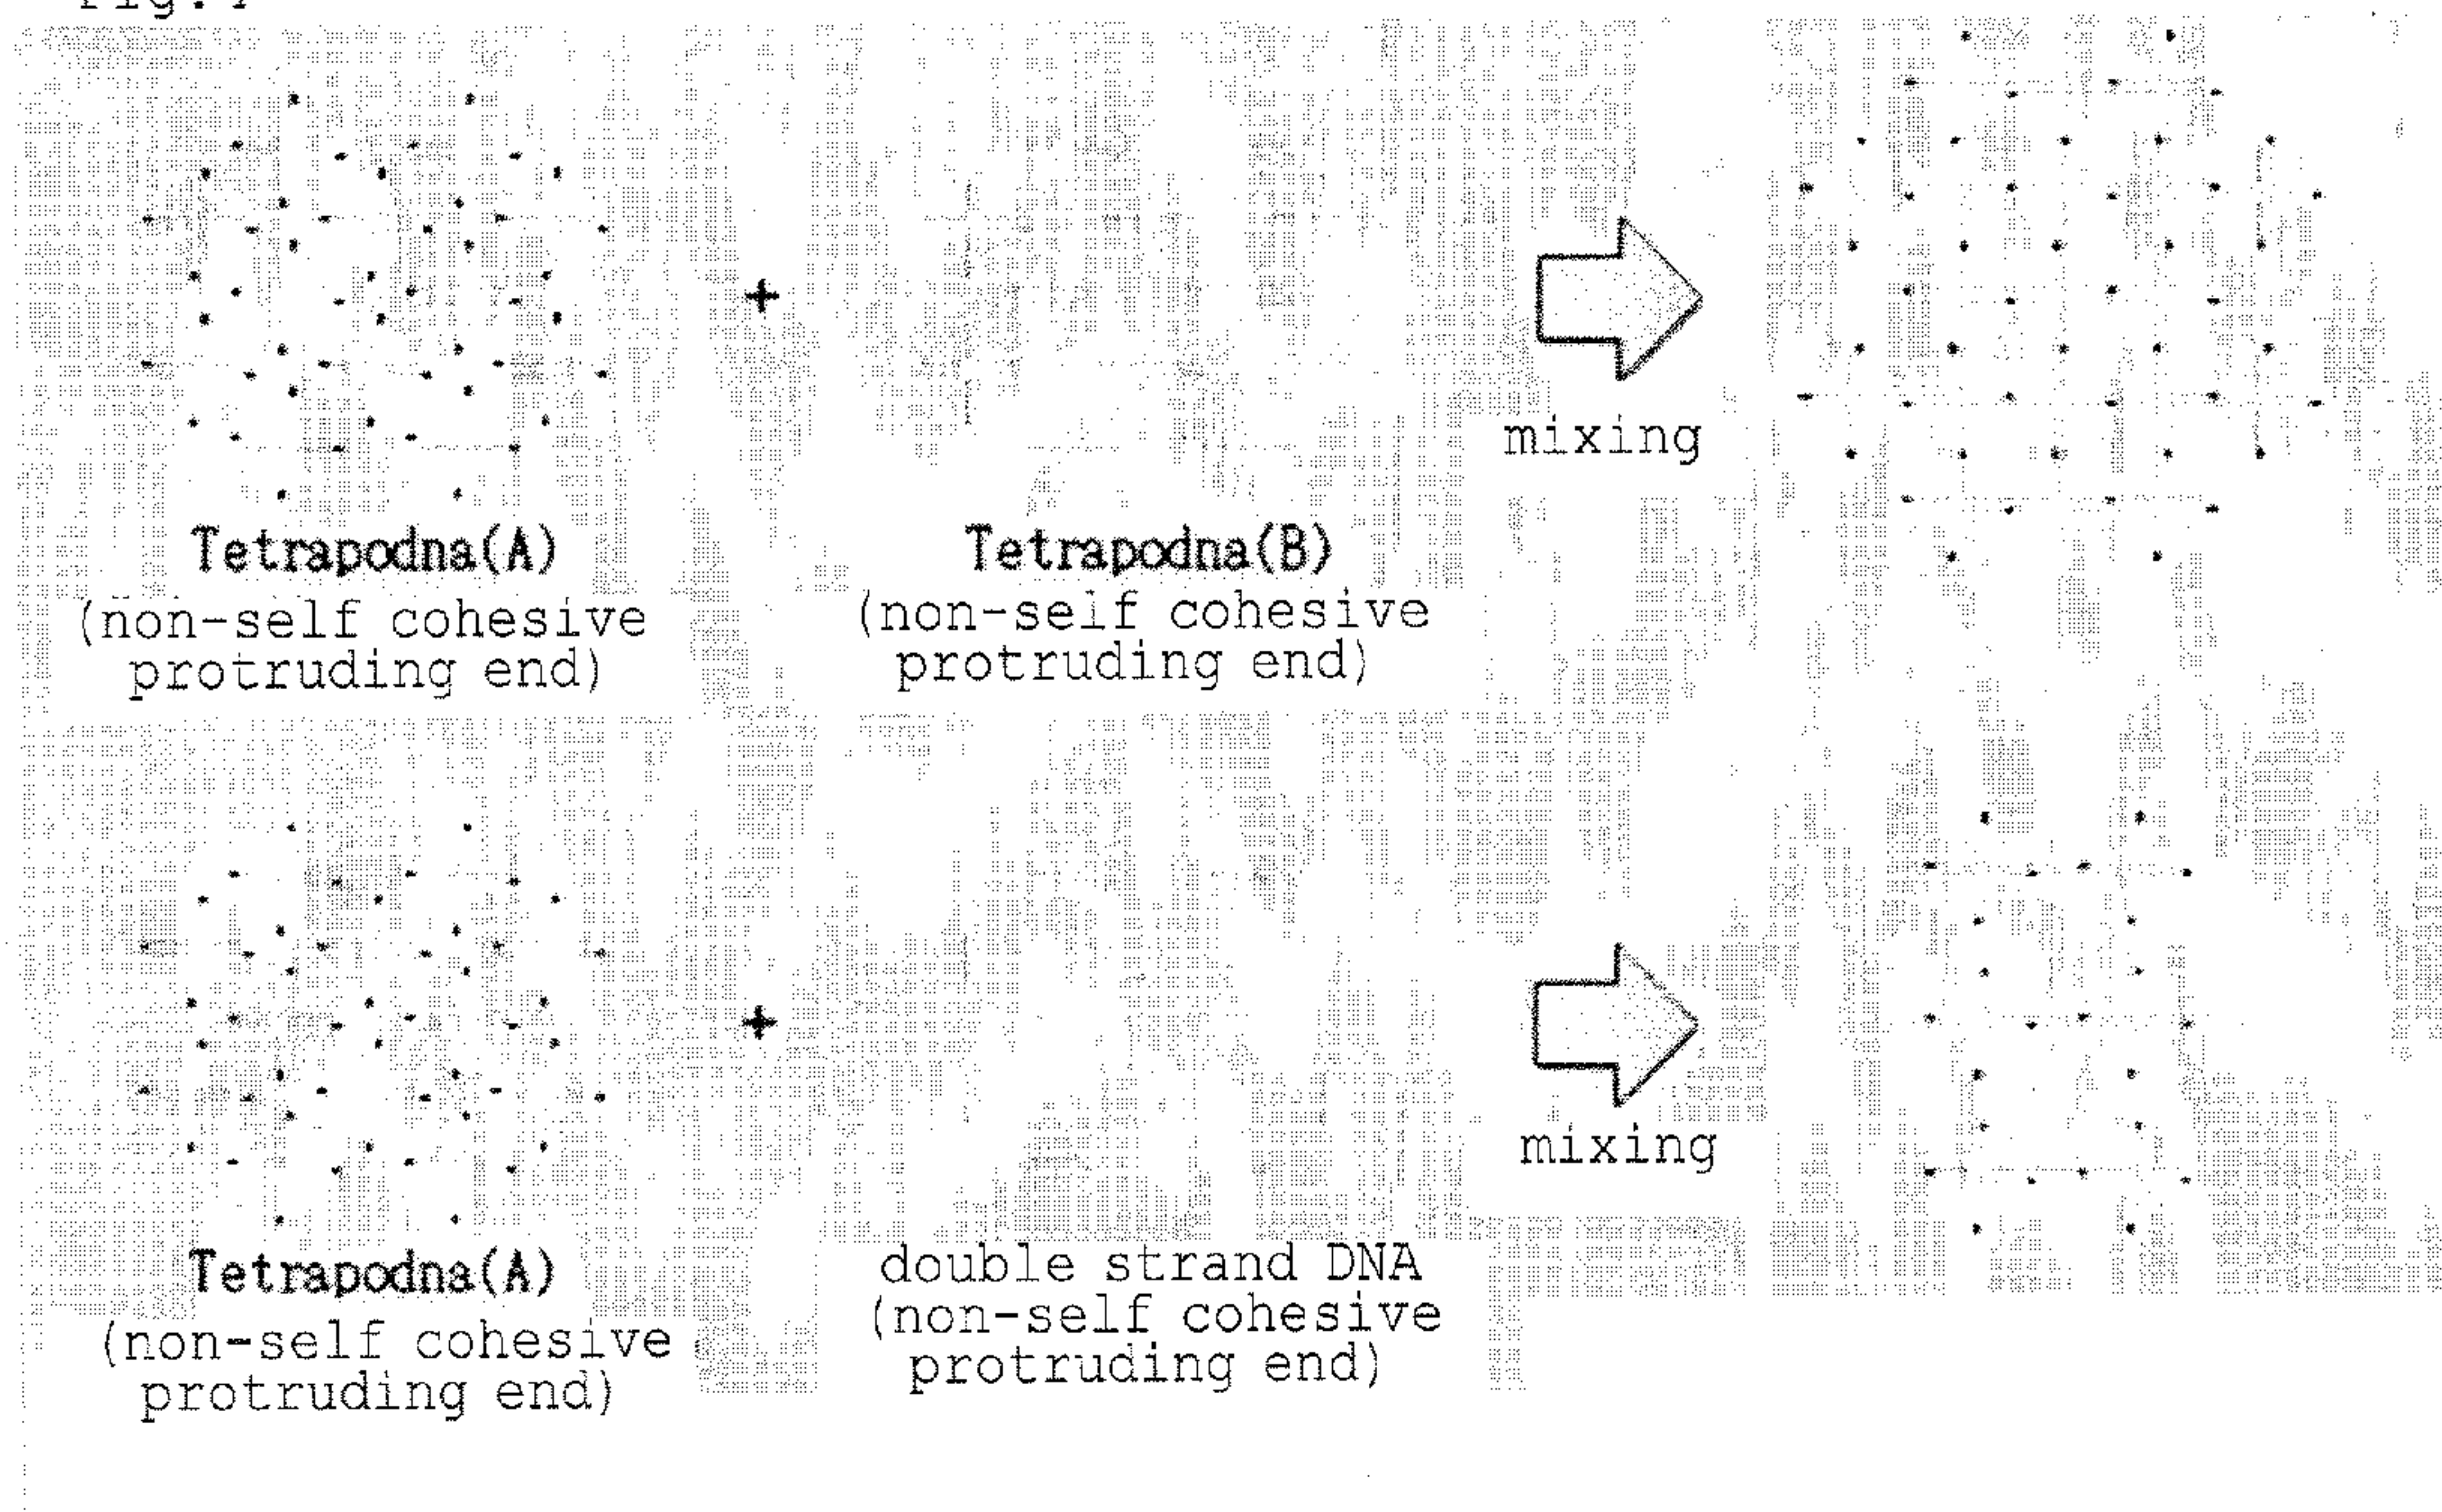 mixing
Tetrapodna(A)
(non-self cohesive
protruding end)
+
Tetrapodna(B)
(non-self cohesive
protruding end)
mixing
Tetrapodna(A)
(non-self cohesive
protruding end)
+
double strand DNA
(non-self cohesive
protruding end)